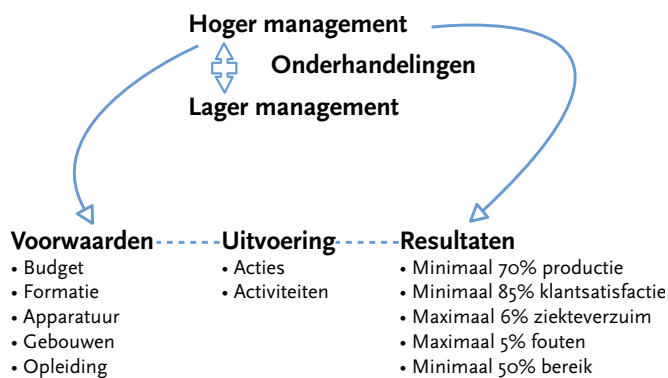 Hoger management
Onderhandelingen
Lager management
Voorwaarden
• Budget
• Formatie
• Apparatuur
• Gebouwen
• Opleiding
Uitvoering
• Acties
• Activiteiten
Resultaten
• Minimaal 70% productie
• Minimaal 85% klantsatisfactie
• Maximaal 6% ziekteverzuim
• Maximaal 5% fouten
• Minimaal 50% bereik